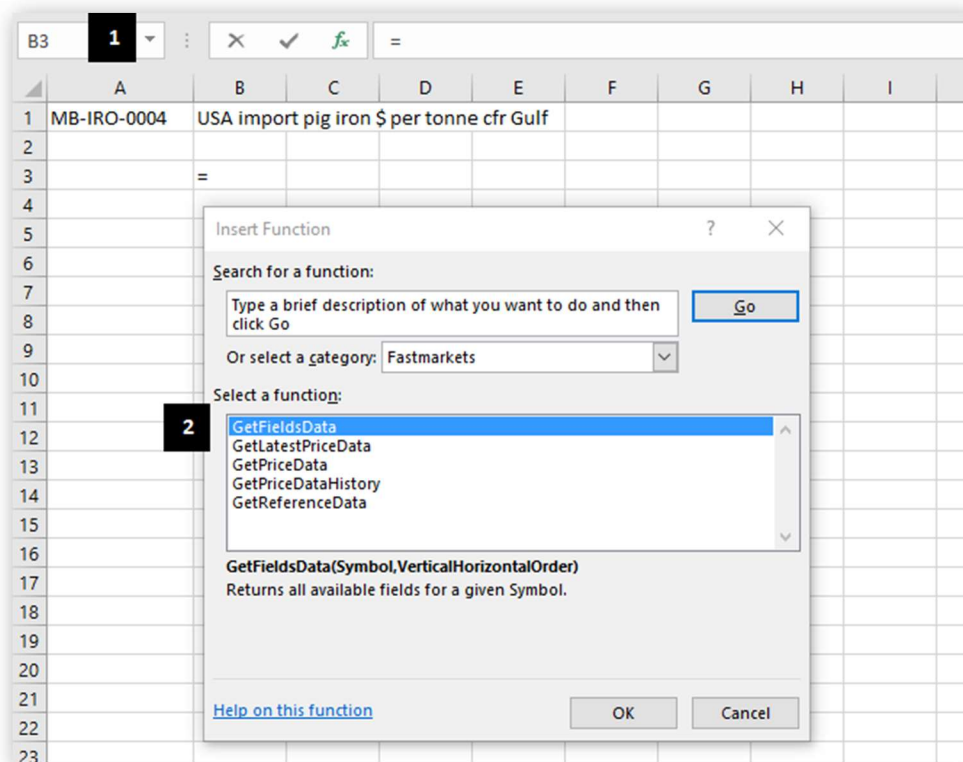 B3 1 fx =
A B C D E F G H I
1 MB-IRO-0004 USA import pig iron $ per tonne cfr Gulf
2
3 =
4
5 Insert Function ?
6 Search for a function:
7 Type a brief description of what you want to do and then Go
8 click Go
9 Or select a category: Fastmarkets
10
11 Select a function:
12 2 GetFieldsData
GetLatestPriceData
13 GetPriceData
14 GetPriceDataHistory
GetReferenceData
15
16
GetFieldsData(Symbol,VerticalHorizontalOrder)
17 Returns all available fields for a given Symbol.
18
19
20
21 Help on this function OK Cancel
22
23